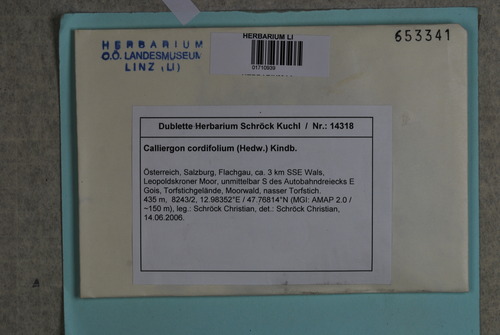 HERBARIUM
O.Ö. LANDESMUSEUM
LINZ (LI)
HERBARIUM LI
01710939
653341
Dublette Herbarium Schröck Kuchl / Nr.: 14318
Calliergon cordifolium (Hedw.) Kindb.
Österreich, Salzburg, Flachgau, ca. 3 km SSE Wals,
Leopoldskroner Moor, unmittelbar S des Autobahndreiecks E
Gois, Torfstichgelände, Moorwald, nasser Torfstich.
435 m, 8243/2, 12.98352°E / 47.76814°N (MGI: AMAP 2.0 /
~150 m), leg.: Schröck Christian, det.: Schröck Christian,
14.06.2006.